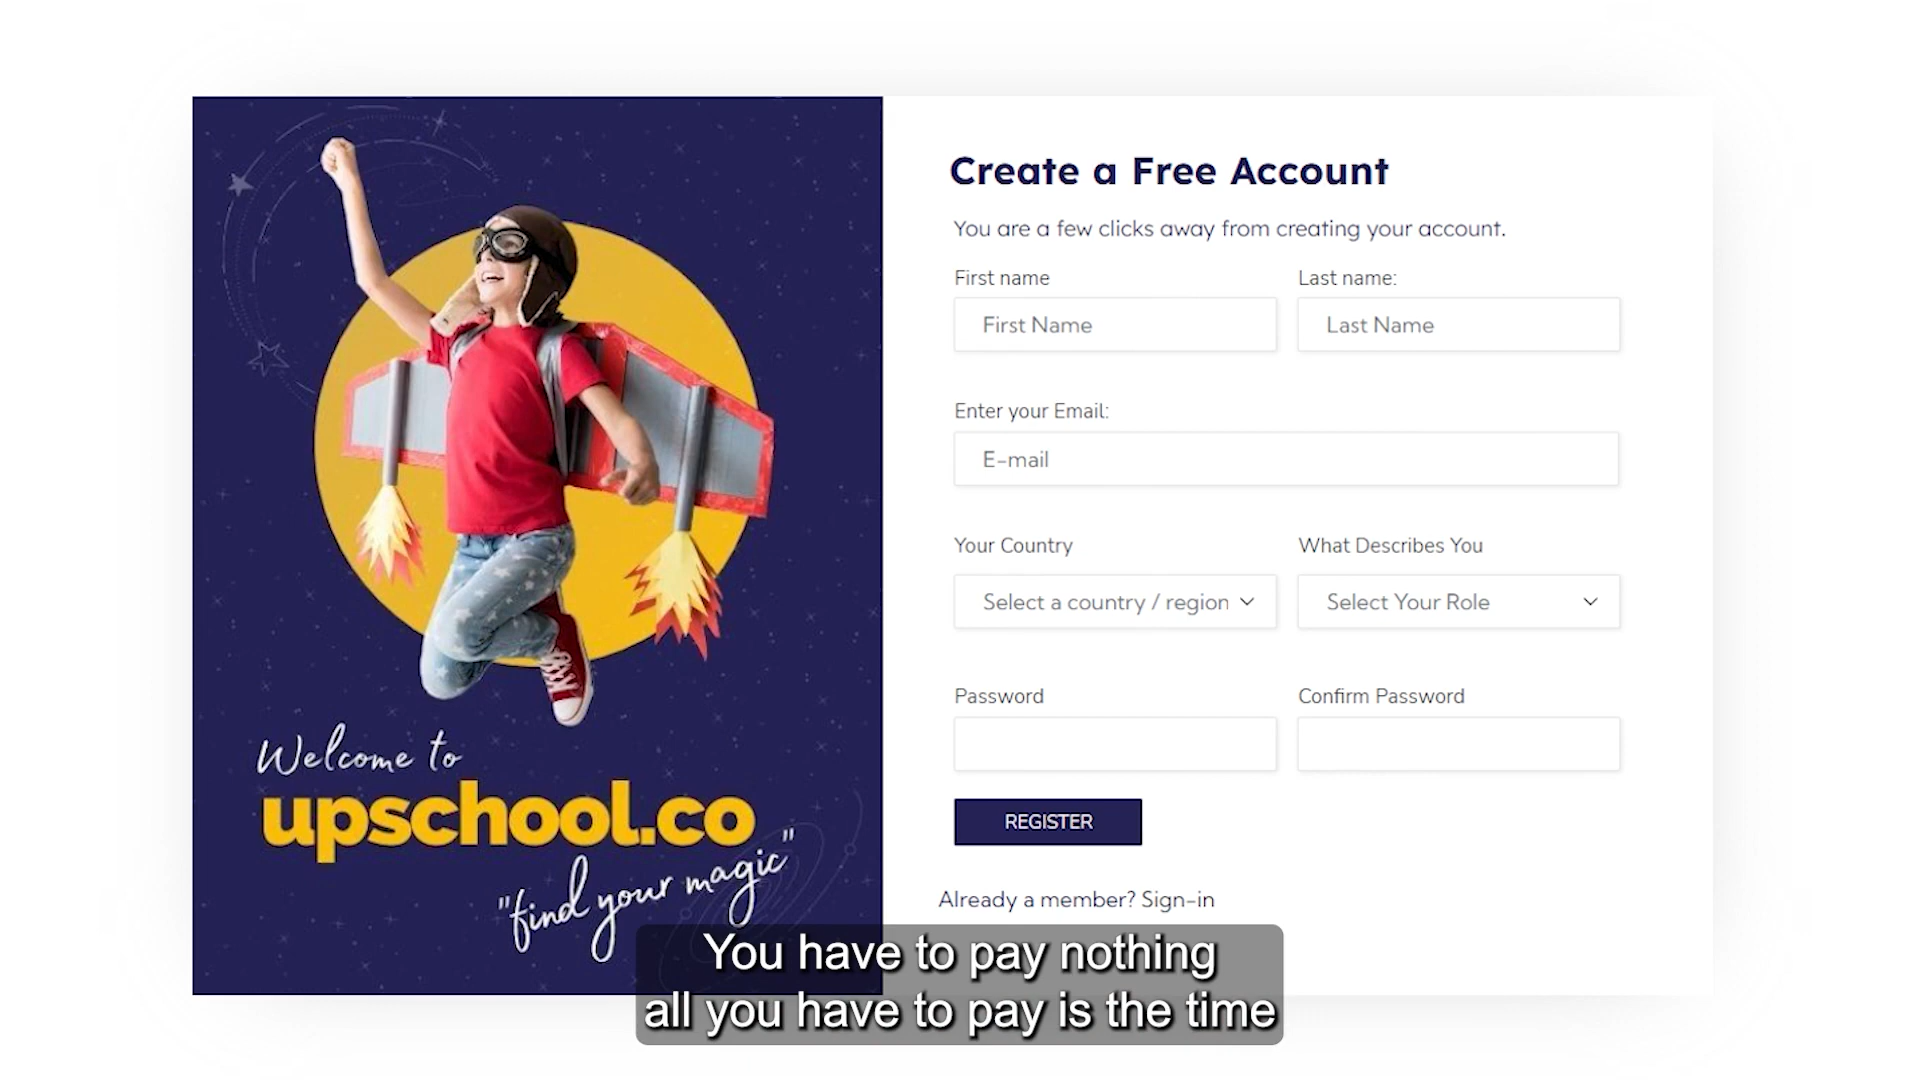 Welcome to
upschool.co
"find your magic"
Create a Free Account
You are a few clicks away from creating your account.
First name
Last name:
First Name
Last Name
Enter your Email:
E-mail
Your Country
What Describes You
Select a country / region
Select Your Role
Password
Confirm Password
REGISTER
Already a member? Sign-in
You have to pay nothing
all you have to pay is the time